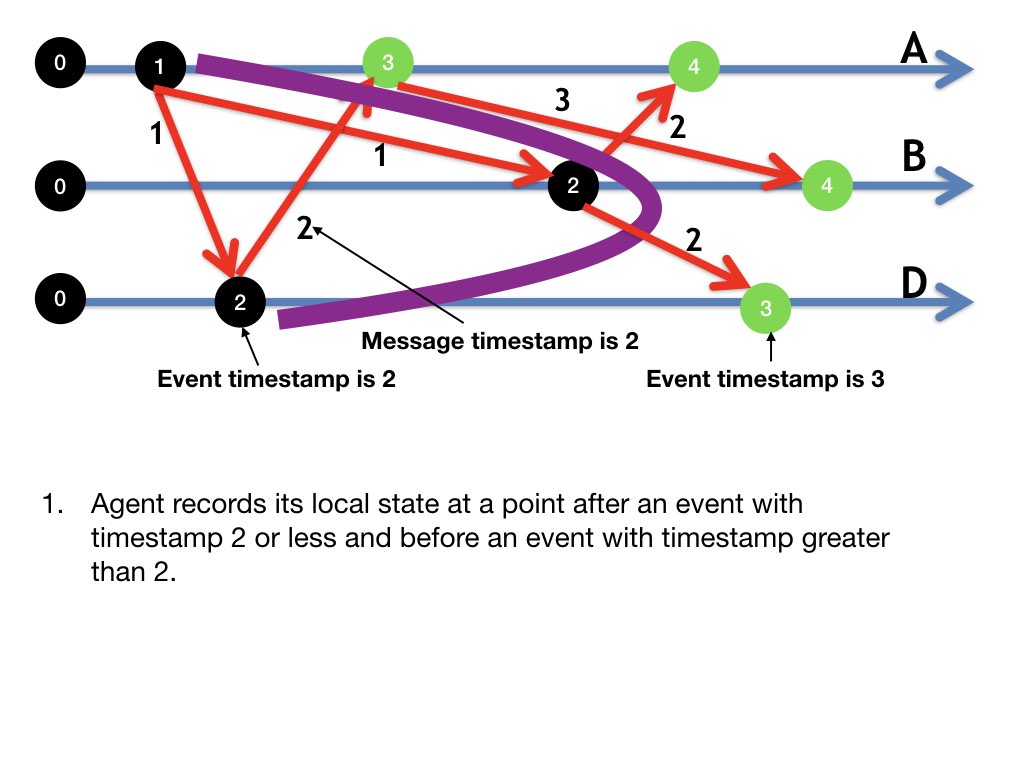 0 1 3 4 A
3
1 1 2
0 2 4 B
2 2
0 2 3 D
Message timestamp is 2
Event timestamp is 2 Event timestamp is 3
1. Agent records its local state at a point after an event with
timestamp 2 or less and before an event with timestamp greater
than 2.